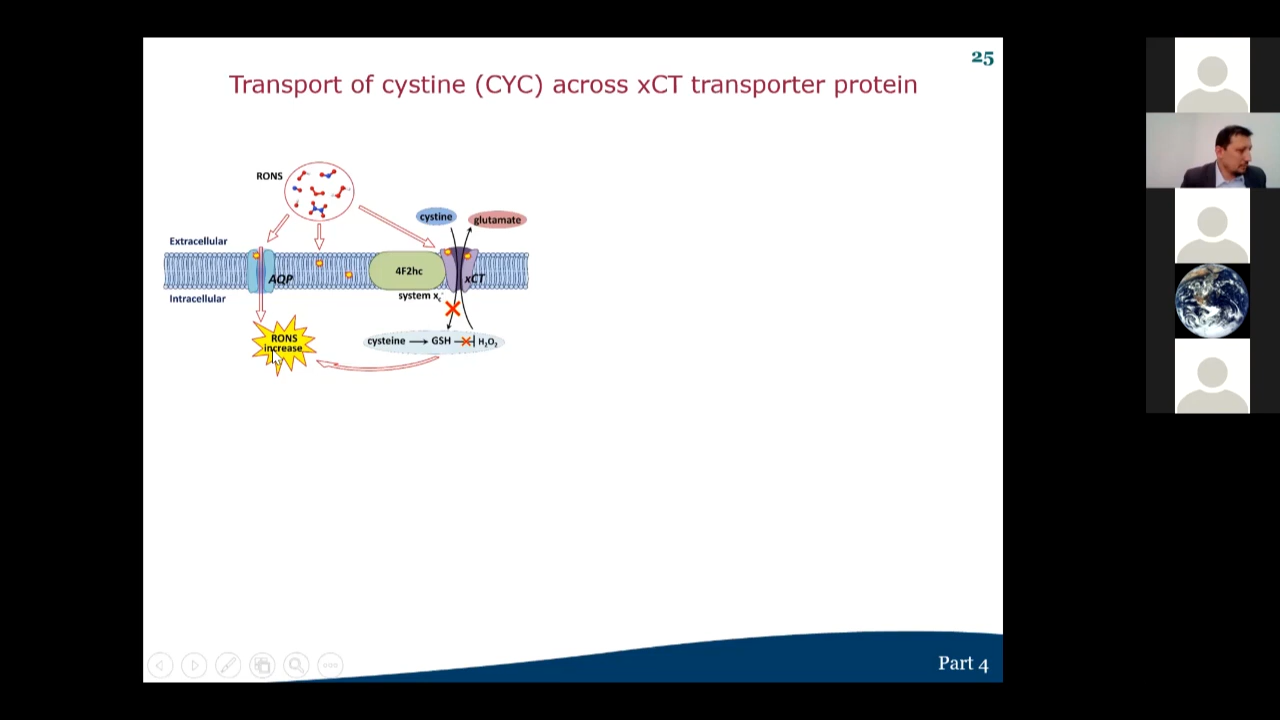 25
Transport of cystine (CYC) across xCT transporter protein
RONS
cystine
glutamate
Extracellular
AQP
4F2hc
xCT
Intracellular
system xc-
RONS
increase
cysteine
GSH
H₂O₂
Part 4